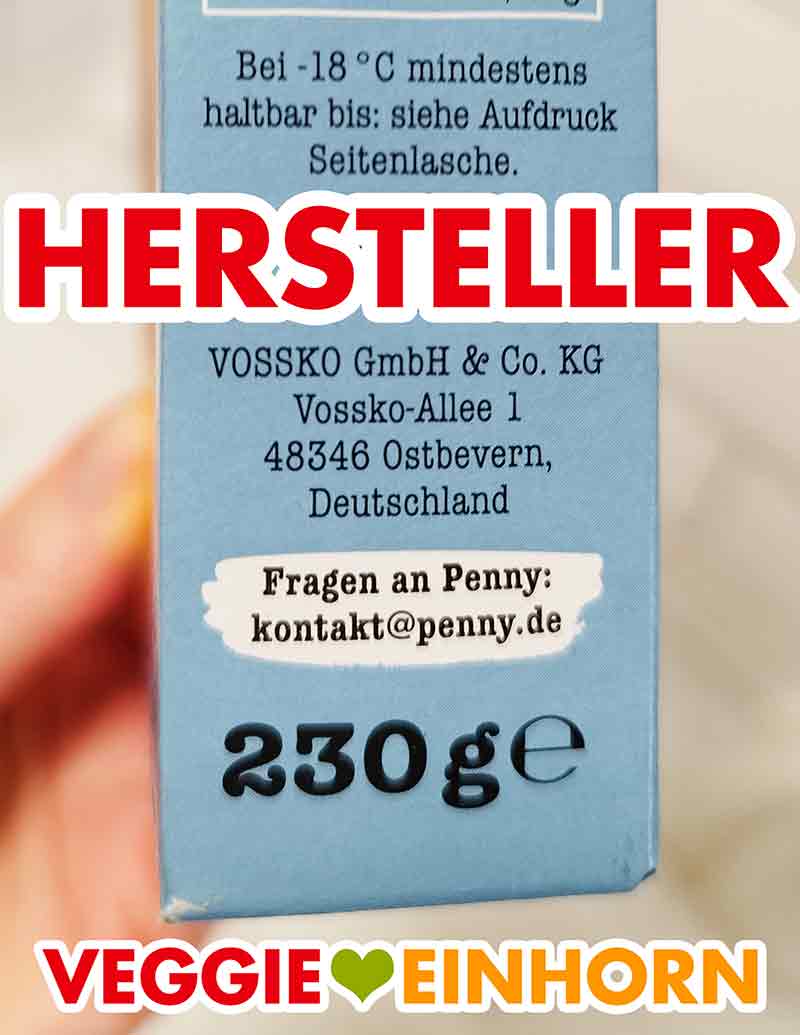 Bei -18 °C mindestens
haltbar bis: siehe Aufdruck
Seitenlasche.
HERSTELLER
VOSSKO GmbH & Co. KG
Vossko-Allee 1
48346 Ostbevern,
Deutschland
Fragen an Penny:
kontakt@penny.de
230 g ℮
VEGGIE EINHORN